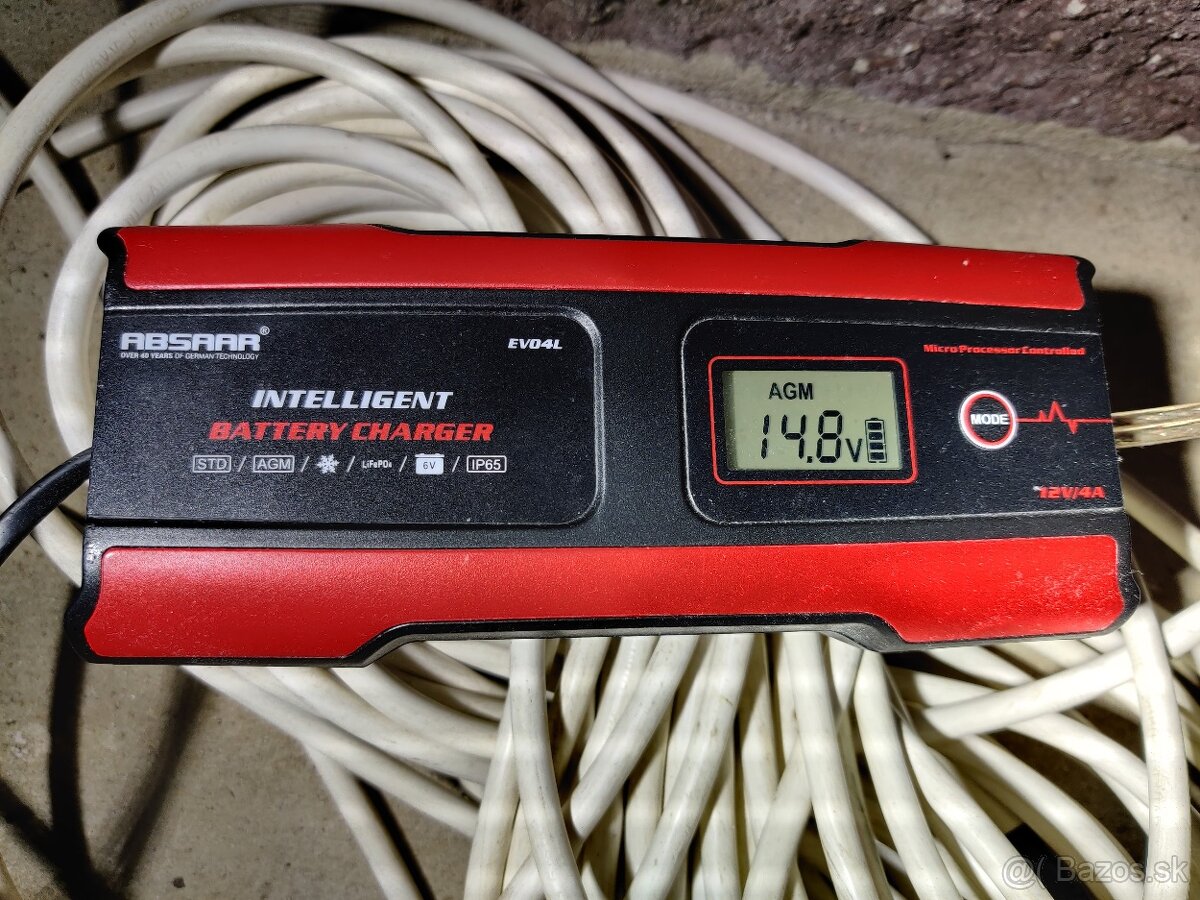 ABSAAR®
OVER 40 YEARS OF GERMAN TECHNOLOGY
EVO4L
INTELLIGENT
BATTERY CHARGER
STD / AGM / / LiFePO4 / 6V / IP65
AGM
14.8V
Micro Processor Controlled
MODE
12V/4A
@( Bazos.sk